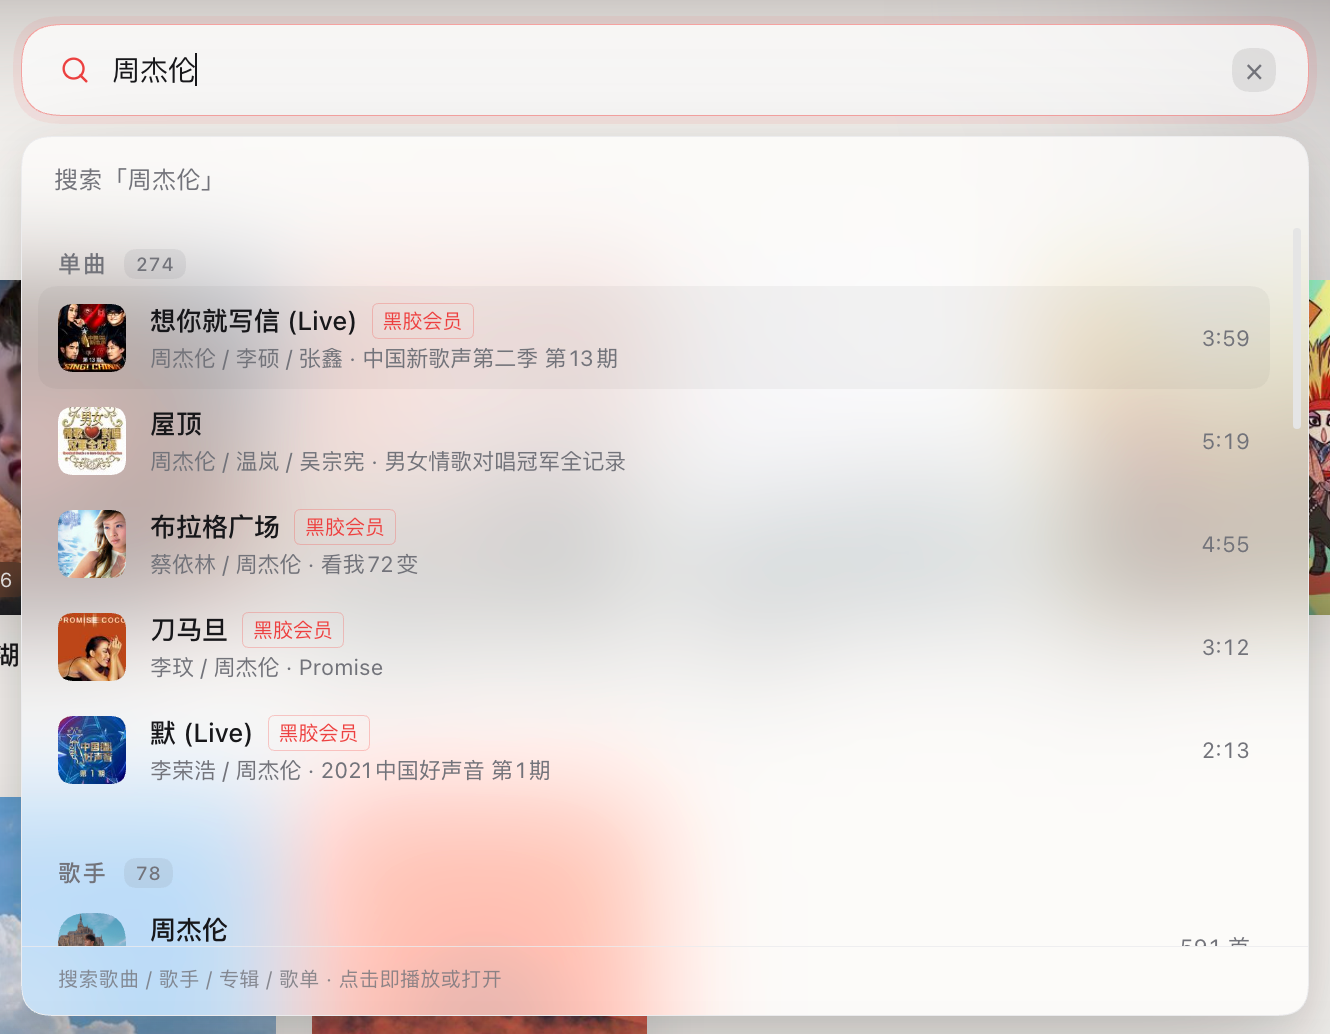 周杰伦
搜索「周杰伦」
单曲 274
想你就写信 (Live) 黑胶会员
周杰伦 / 李硕 / 张鑫 · 中国新歌声第二季 第13期
3:59
屋顶
周杰伦 / 温岚 / 吴宗宪 · 男女情歌对唱冠军全记录
5:19
布拉格广场 黑胶会员
蔡依林 / 周杰伦 · 看我72变
4:55
PROMISE COCO
刀马旦 黑胶会员
李玟 / 周杰伦 · Promise
3:12
默 (Live) 黑胶会员
李荣浩 / 周杰伦 · 2021中国好声音 第1期
2:13
歌手 78
周杰伦
搜索歌曲 / 歌手 / 专辑 / 歌单 · 点击即播放或打开
6
湖